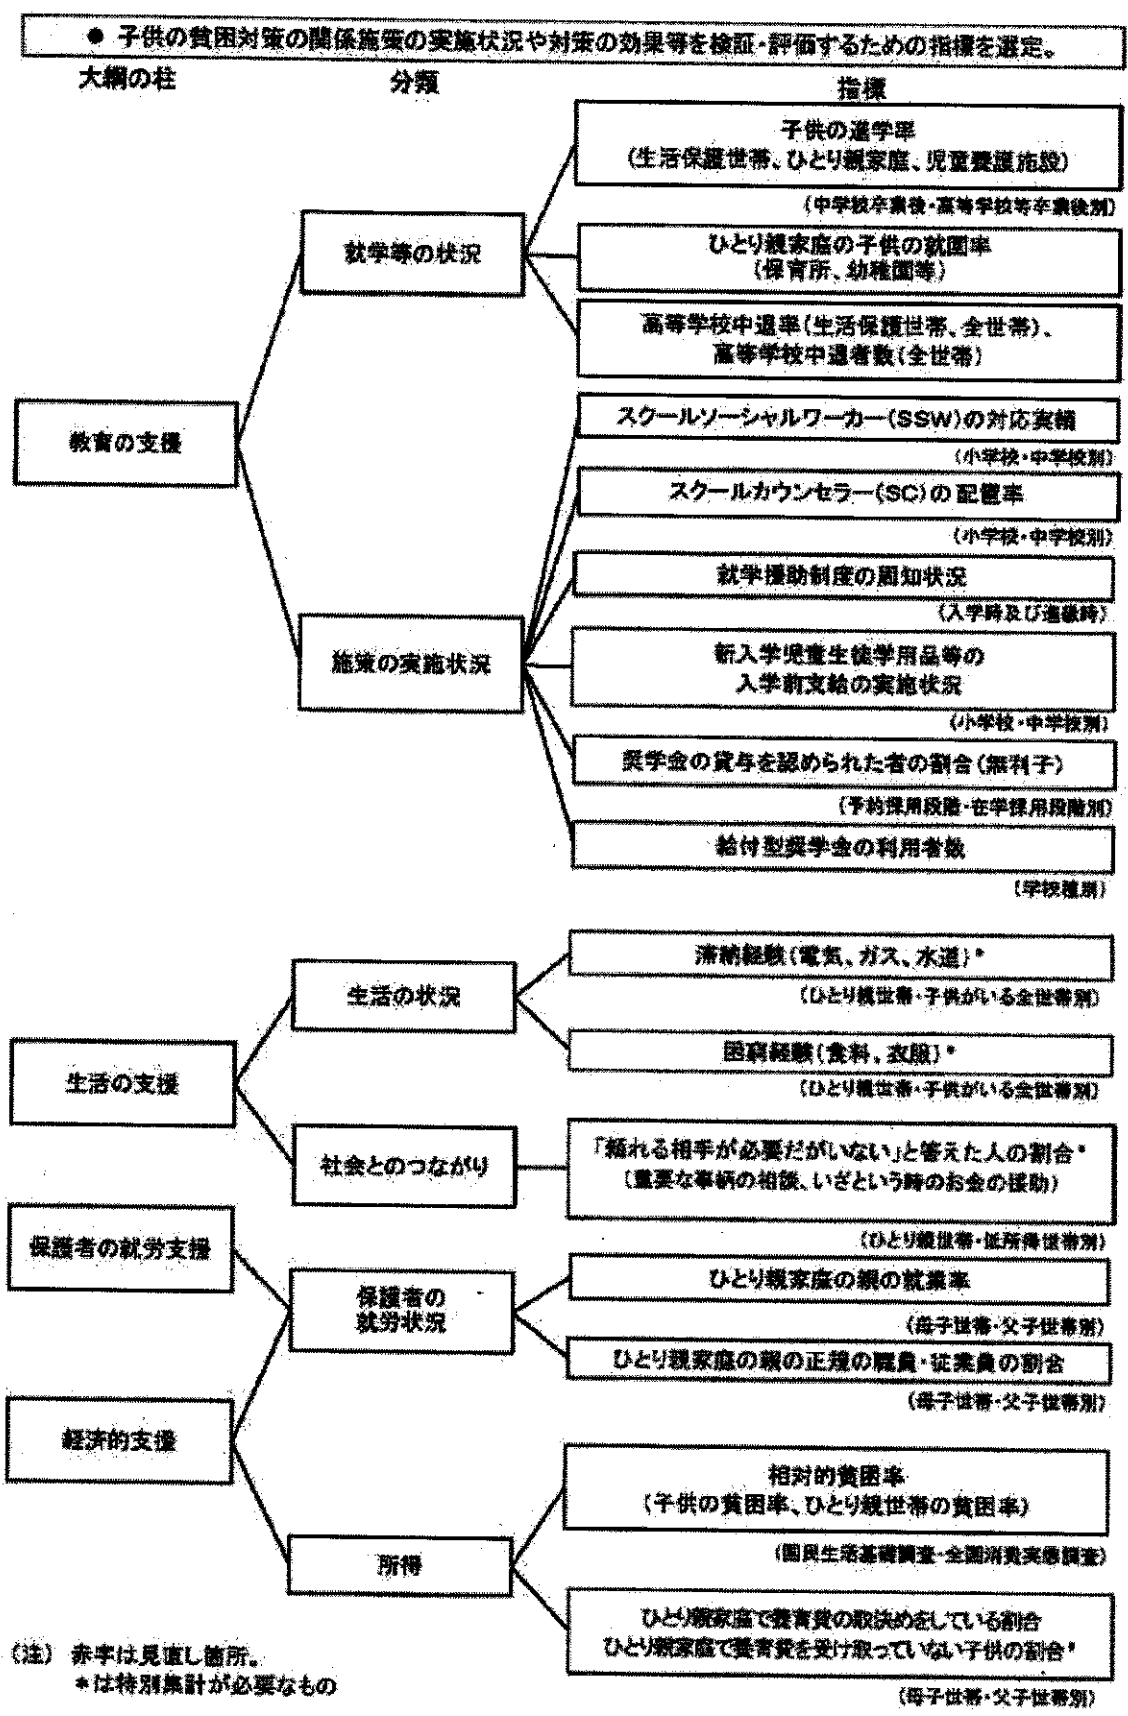 ● 子供の貧困対策の関係施策の実施状況や対策の効果等を検証・評価するための指標を選定。
大綱の柱
分類
指標
教育の支援
就学等の状況
子供の進学率
(生活保護世帯、ひとり親家庭、児童養護施設)
(中学校卒業後・高等学校等卒業後別)
ひとり親家庭の子供の就園率
(保育所、幼稚園等)
高等学校中退率(生活保護世帯、全世帯)、
高等学校中退者数(全世帯)
施策の実施状況
スクールソーシャルワーカー(SSW)の対応実績
(小学校・中学校別)
スクールカウンセラー(SC)の配置率
(小学校・中学校別)
就学援助制度の周知状況
(入学時及び進級時)
新入学児童生徒学用品等の
入学前支給の実施状況
(小学校・中学校別)
奨学金の貸与を認められた者の割合(無利子)
(予約採用段階・在学採用段階別)
給付型奨学金の利用者数
(学校種別)
生活の支援
生活の状況
滞納経験(電気、ガス、水道)*
(ひとり親世帯・子供がいる全世帯別)
困窮経験(食料、衣服)*
(ひとり親世帯・子供がいる全世帯別)
社会とのつながり
「頼れる相手が必要だがいない」と答えた人の割合*
(重要な事柄の相談、いざという時のお金の援助)
(ひとり親世帯・低所得世帯別)
保護者の就労支援
保護者の
就労状況
ひとり親家庭の親の就業率
(母子世帯・父子世帯別)
ひとり親家庭の親の正規の職員・従業員の割合
(母子世帯・父子世帯別)
経済的支援
所得
相対的貧困率
(子供の貧困率、ひとり親世帯の貧困率)
(国民生活基礎調査・全国消費実態調査)
ひとり親家庭で養育費の取決めをしている割合
ひとり親家庭で養育費を受け取っていない子供の割合*
(母子世帯・父子世帯別)
(注) 赤字は見直し箇所。
*は特別集計が必要なもの